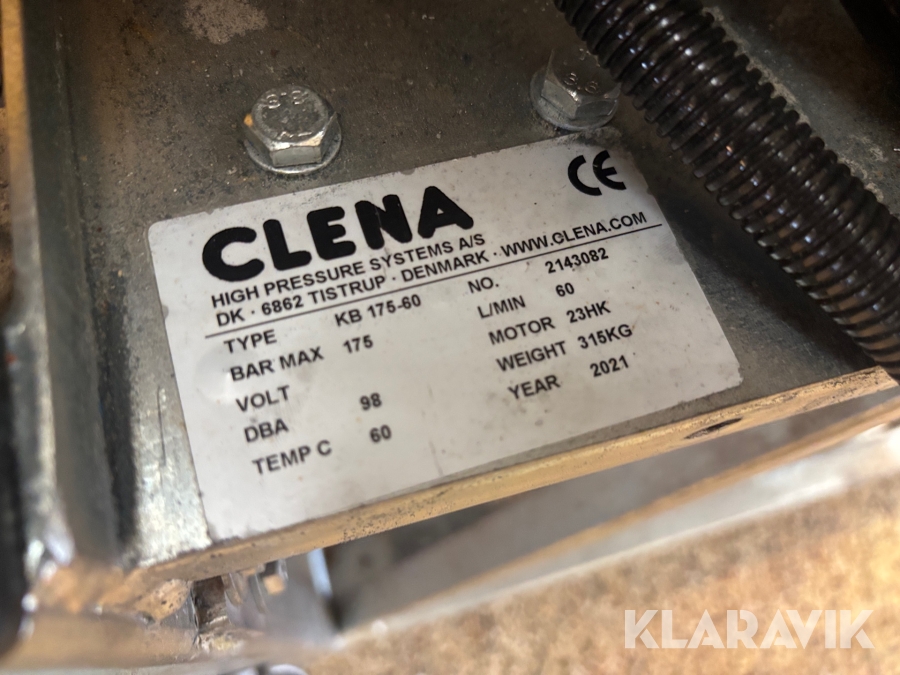 CLENA CE
HIGH PRESSURE SYSTEMS A/S
DK · 6862 TISTRUP · DENMARK · WWW.CLENA.COM
TYPE KB 175-60 NO. 2143082
BAR MAX 175 L/MIN 60
VOLT MOTOR 23HK
DBA 98 WEIGHT 315KG
TEMP C 60 YEAR 2021
KLARAVIK